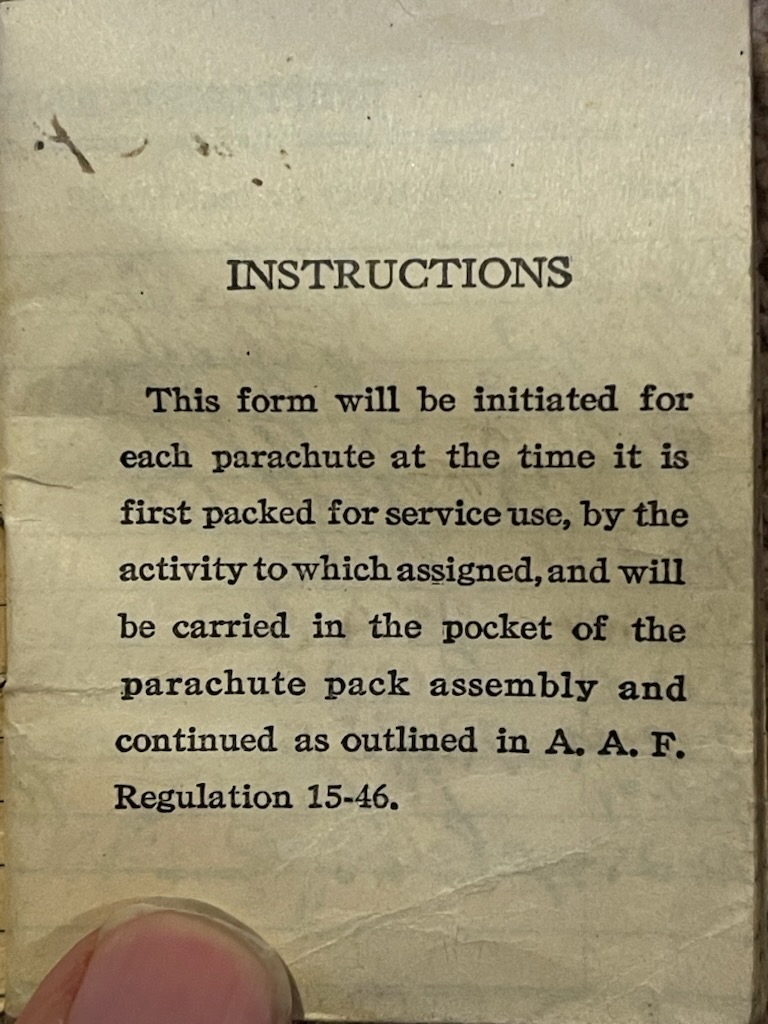 INSTRUCTIONS
This form will be initiated for
each parachute at the time it is
first packed for service use, by the
activity to which assigned, and will
be carried in the pocket of the
parachute pack assembly and
continued as outlined in A. A. F.
Regulation 15-46.